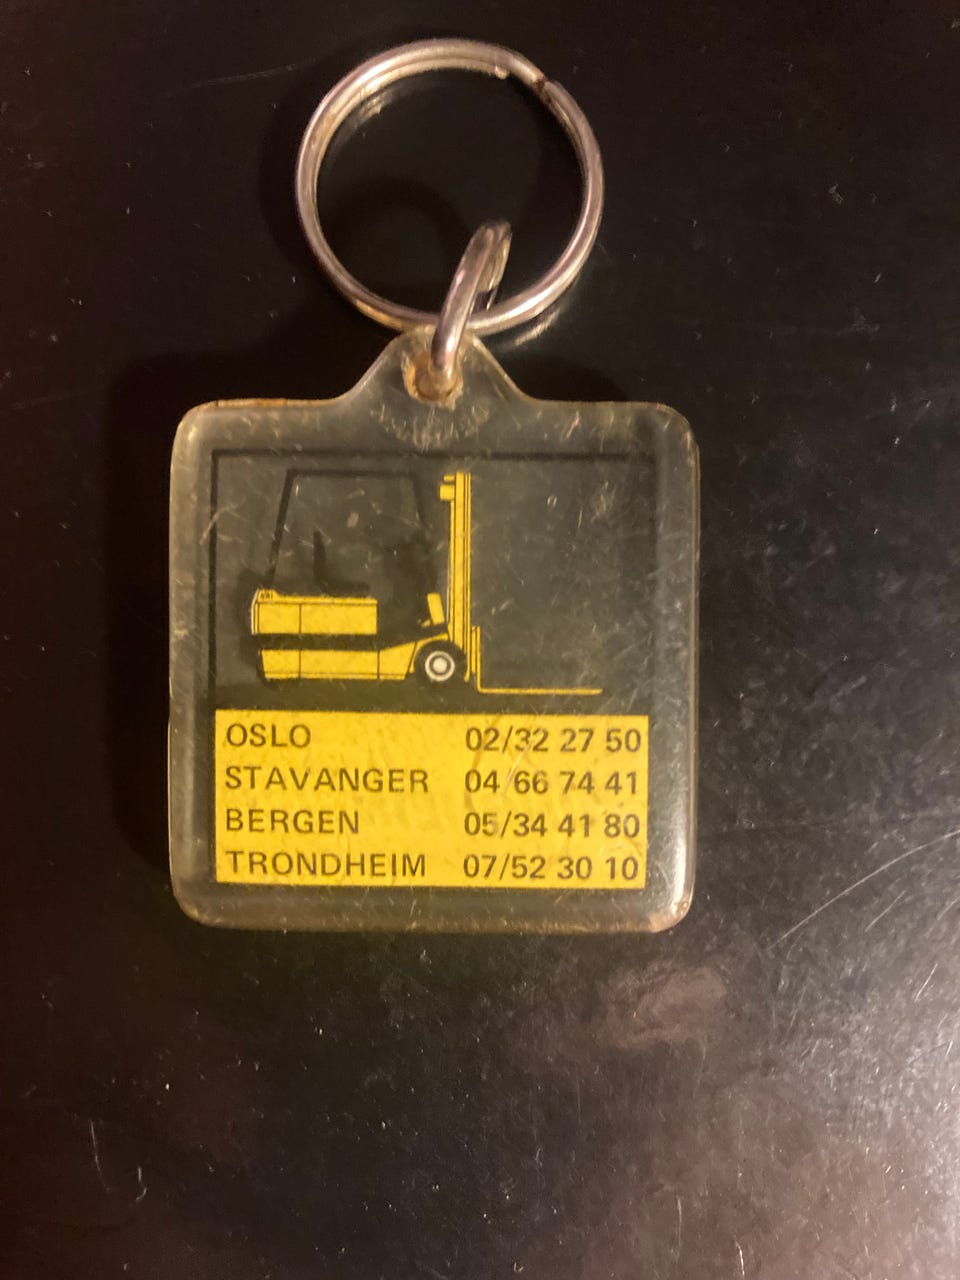 OSLO 02/32 27 50
STAVANGER 04/66 74 41
BERGEN 05/34 41 80
TRONDHEIM 07/52 30 10